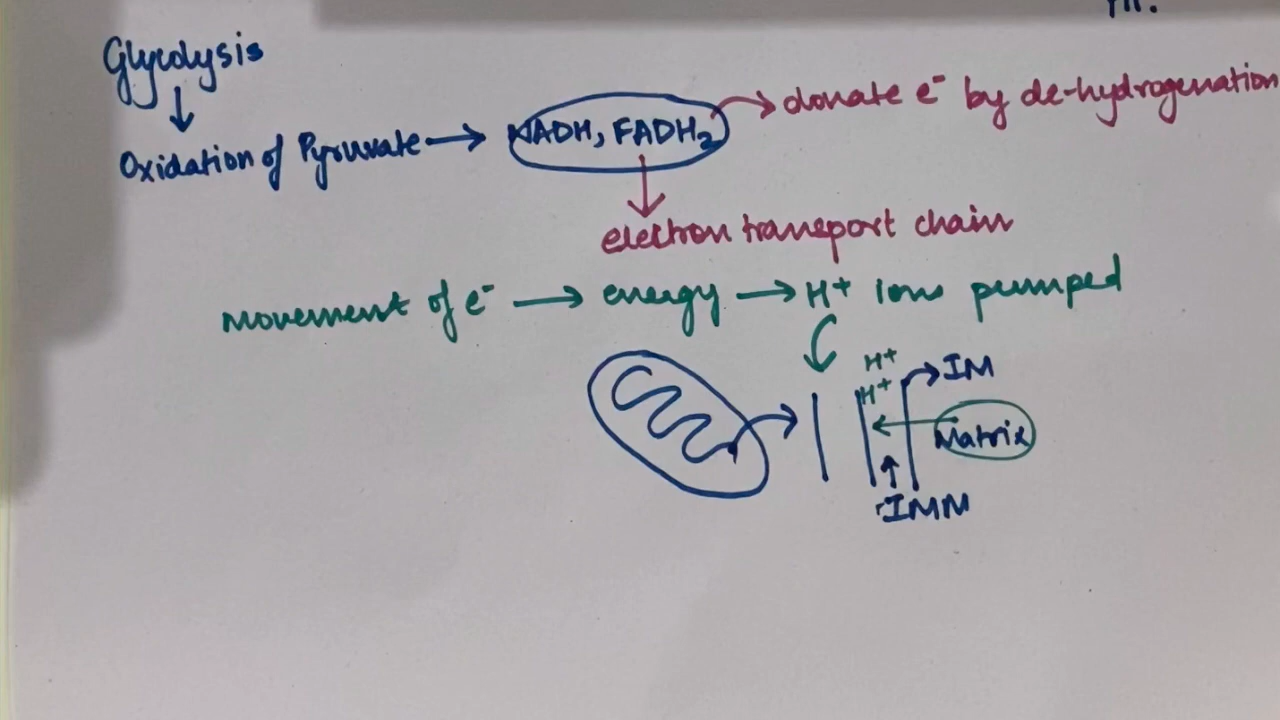 Glycolysis
↓
Oxidation of Pyruvate → NADH, FADH₂ → donate e⁻ by de-hydrogenation
↓
electron transport chain
movement of e⁻ → energy → H⁺ ions pumped
H⁺
H⁺ → IM
← Matrix
↑
IMM